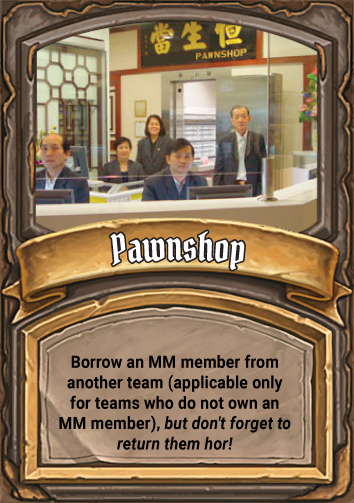 當生恒
PAWNSHOP
Pawnshop
Borrow an MM member from
another team (applicable only
for teams who do not own an
MM member), but don't forget to
return them hor!